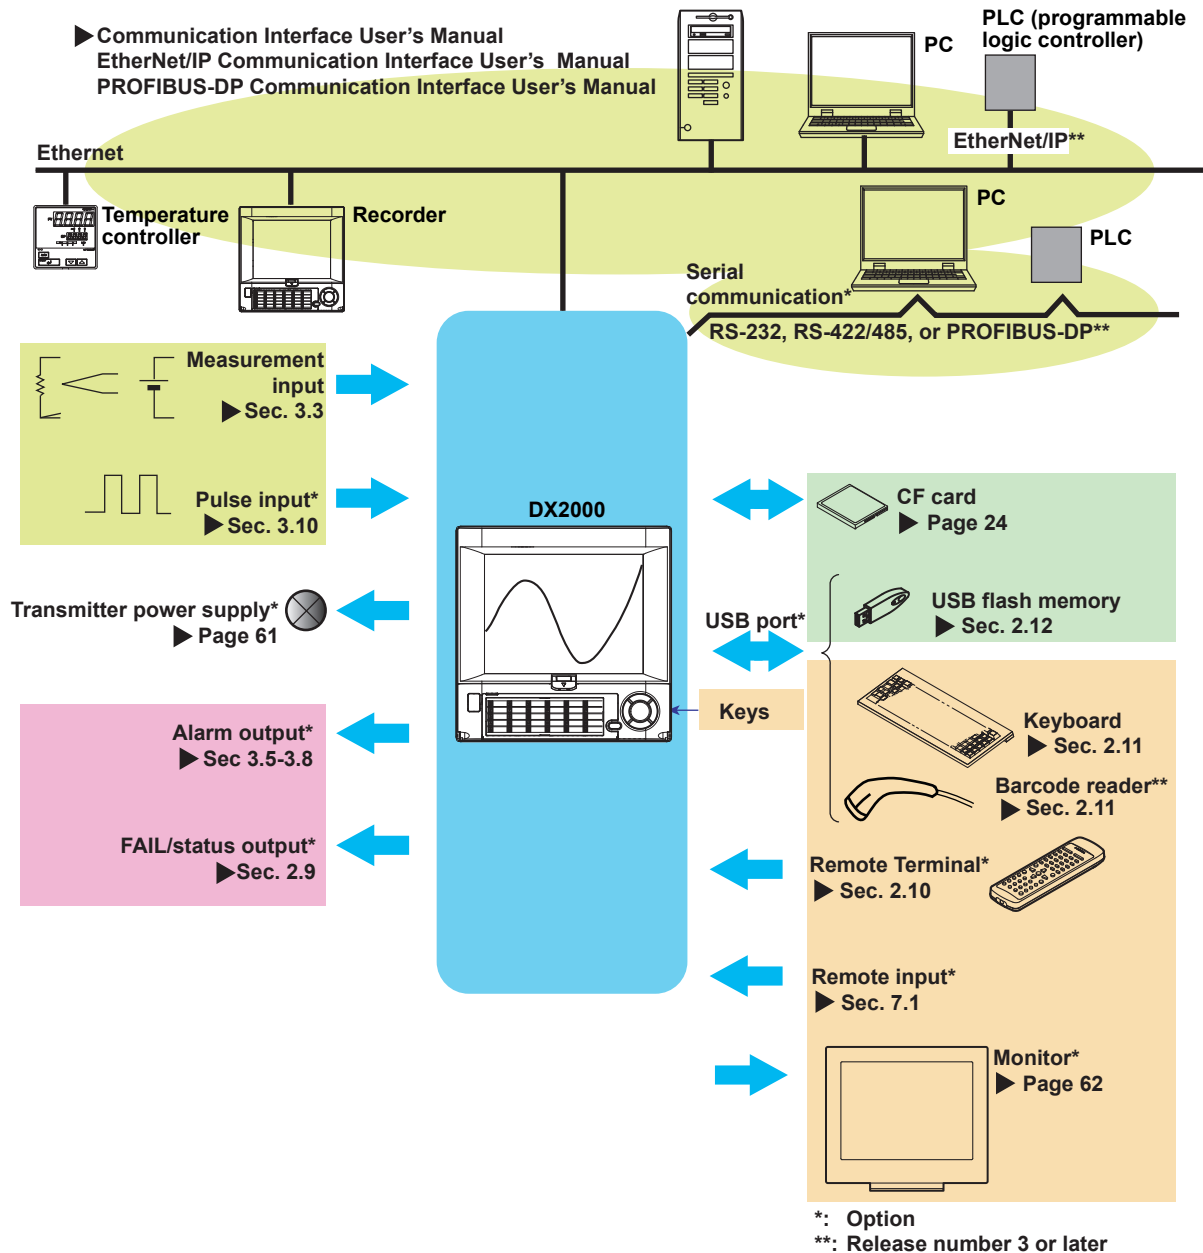 ▶Communication Interface User's Manual
EtherNet/IP Communication Interface User's Manual
PROFIBUS-DP Communication Interface User's Manual
PC
PLC (programmable
logic controller)
EtherNet/IP**
Ethernet
Temperature
controller
Recorder
PC
PLC
Serial
communication*
RS-232, RS-422/485, or PROFIBUS-DP**
Measurement
input
▶Sec. 3.3
Pulse input*
▶Sec. 3.10
DX2000
CF card
▶ Page 24
Transmitter power supply*
▶ Page 61
USB port*
USB flash memory
▶ Sec. 2.12
Keys
Alarm output*
▶ Sec 3.5-3.8
Keyboard
▶ Sec. 2.11
Barcode reader**
▶ Sec. 2.11
FAIL/status output*
▶Sec. 2.9
Remote Terminal*
▶ Sec. 2.10
Remote input*
▶ Sec. 7.1
Monitor*
▶ Page 62
*: Option
**: Release number 3 or later